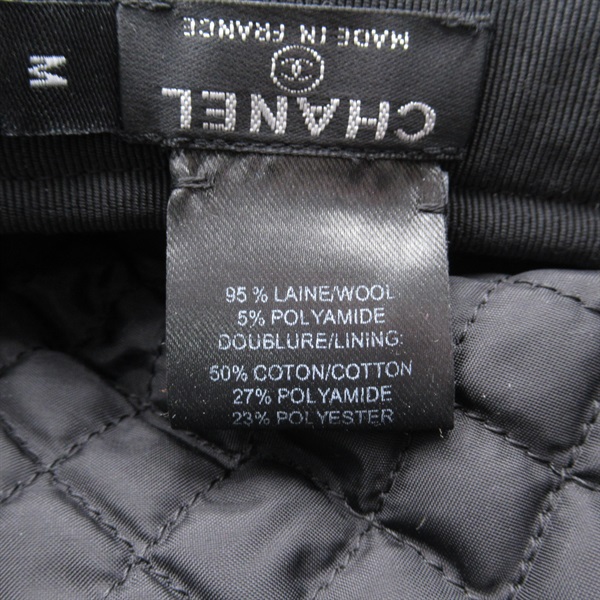 M
CHANEL
MADE IN FRANCE
95 % LAINE/WOOL
5% POLYAMIDE
DOUBLURE/LINING:
50% COTON/COTTON
27% POLYAMIDE
23% POLYESTER